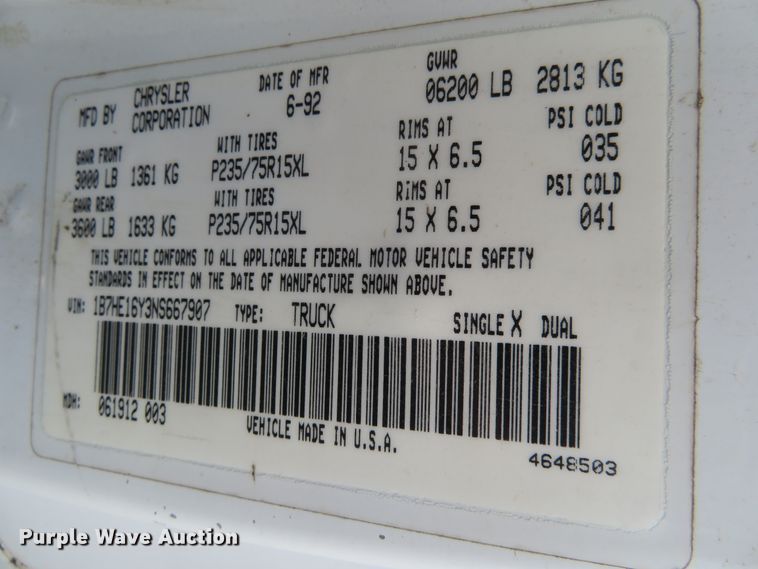 MFD BY CHRYSLER CORPORATION DATE OF MFR 6-92 GVWR 06200 LB 2813 KG
GAWR FRONT WITH TIRES RIMS AT PSI COLD
3000 LB 1361 KG P235/75R15XL 15 X 6.5 035
GAWR REAR WITH TIRES RIMS AT PSI COLD
3600 LB 1633 KG P235/75R15XL 15 X 6.5 041
THIS VEHICLE CONFORMS TO ALL APPLICABLE FEDERAL MOTOR VEHICLE SAFETY
STANDARDS IN EFFECT ON THE DATE OF MANUFACTURE SHOWN ABOVE.
VIN: 1B7HE16Y3NS667907 TYPE: TRUCK SINGLE X DUAL
MDH: 061912 003 VEHICLE MADE IN U.S.A. 4648503
Purple Wave Auction